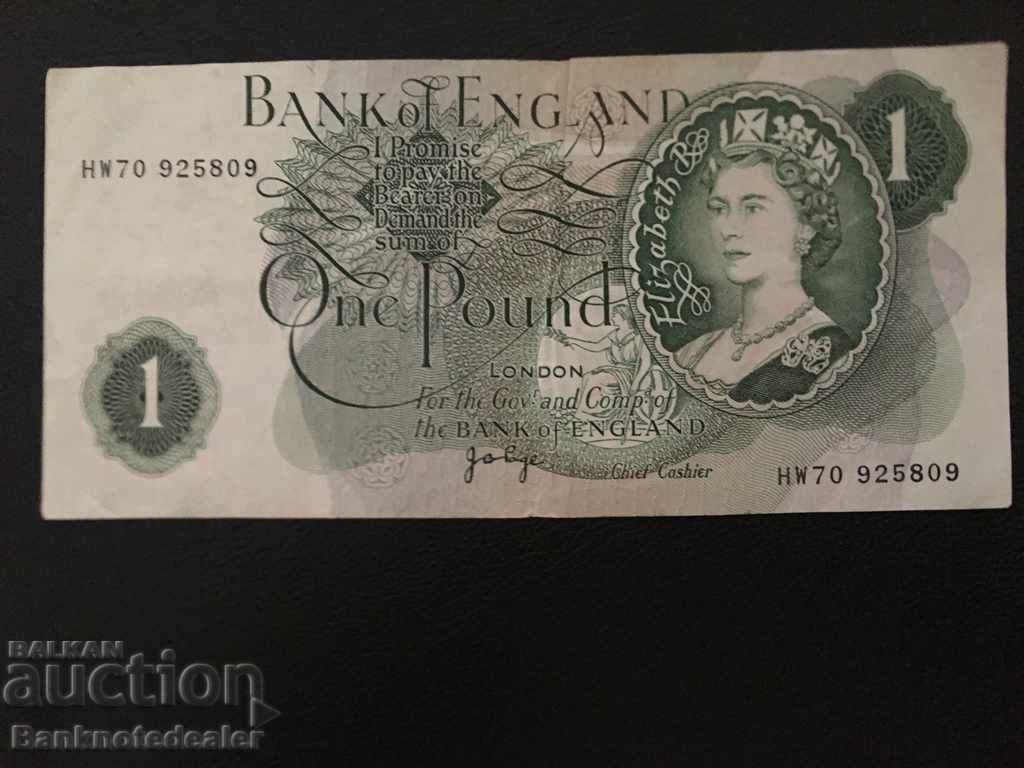 BANK of ENGLAND
HW70 925809
I Promise
to pay the
Bearer on
Demand the
sum of
One Pound
LONDON
For the Govr. and Compa. of
the BANK of ENGLAND
JB Page
Chief Cashier
Elizabeth R
1
1
HW70 925809
BALKAN
auction
Banknotedealer